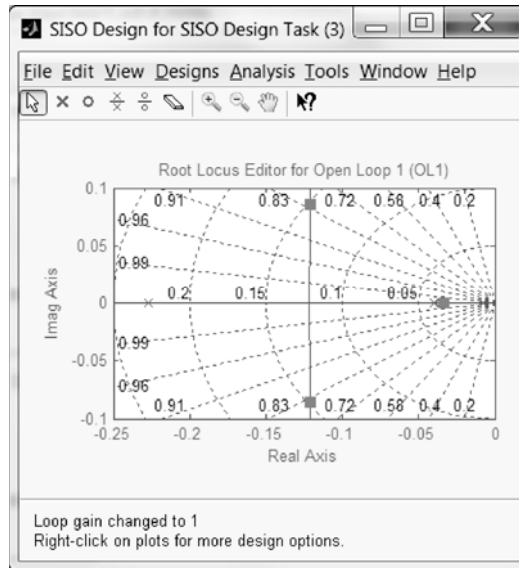 SISO Design for SISO Design Task (3)
File Edit View Designs Analysis Tools Window Help
Root Locus Editor for Open Loop 1 (OL1)
0.1
0.91 0.83 0.72 0.58 0.4 0.2
0.96
0.05
0.99
0.2 0.15 0.1 0.05
0
Imag Axis
0.99
-0.05
0.96
0.91 0.83 0.72 0.58 0.4 0.2
-0.1
-0.25 -0.2 -0.15 -0.1 -0.05 0
Real Axis
Loop gain changed to 1
Right-click on plots for more design options.